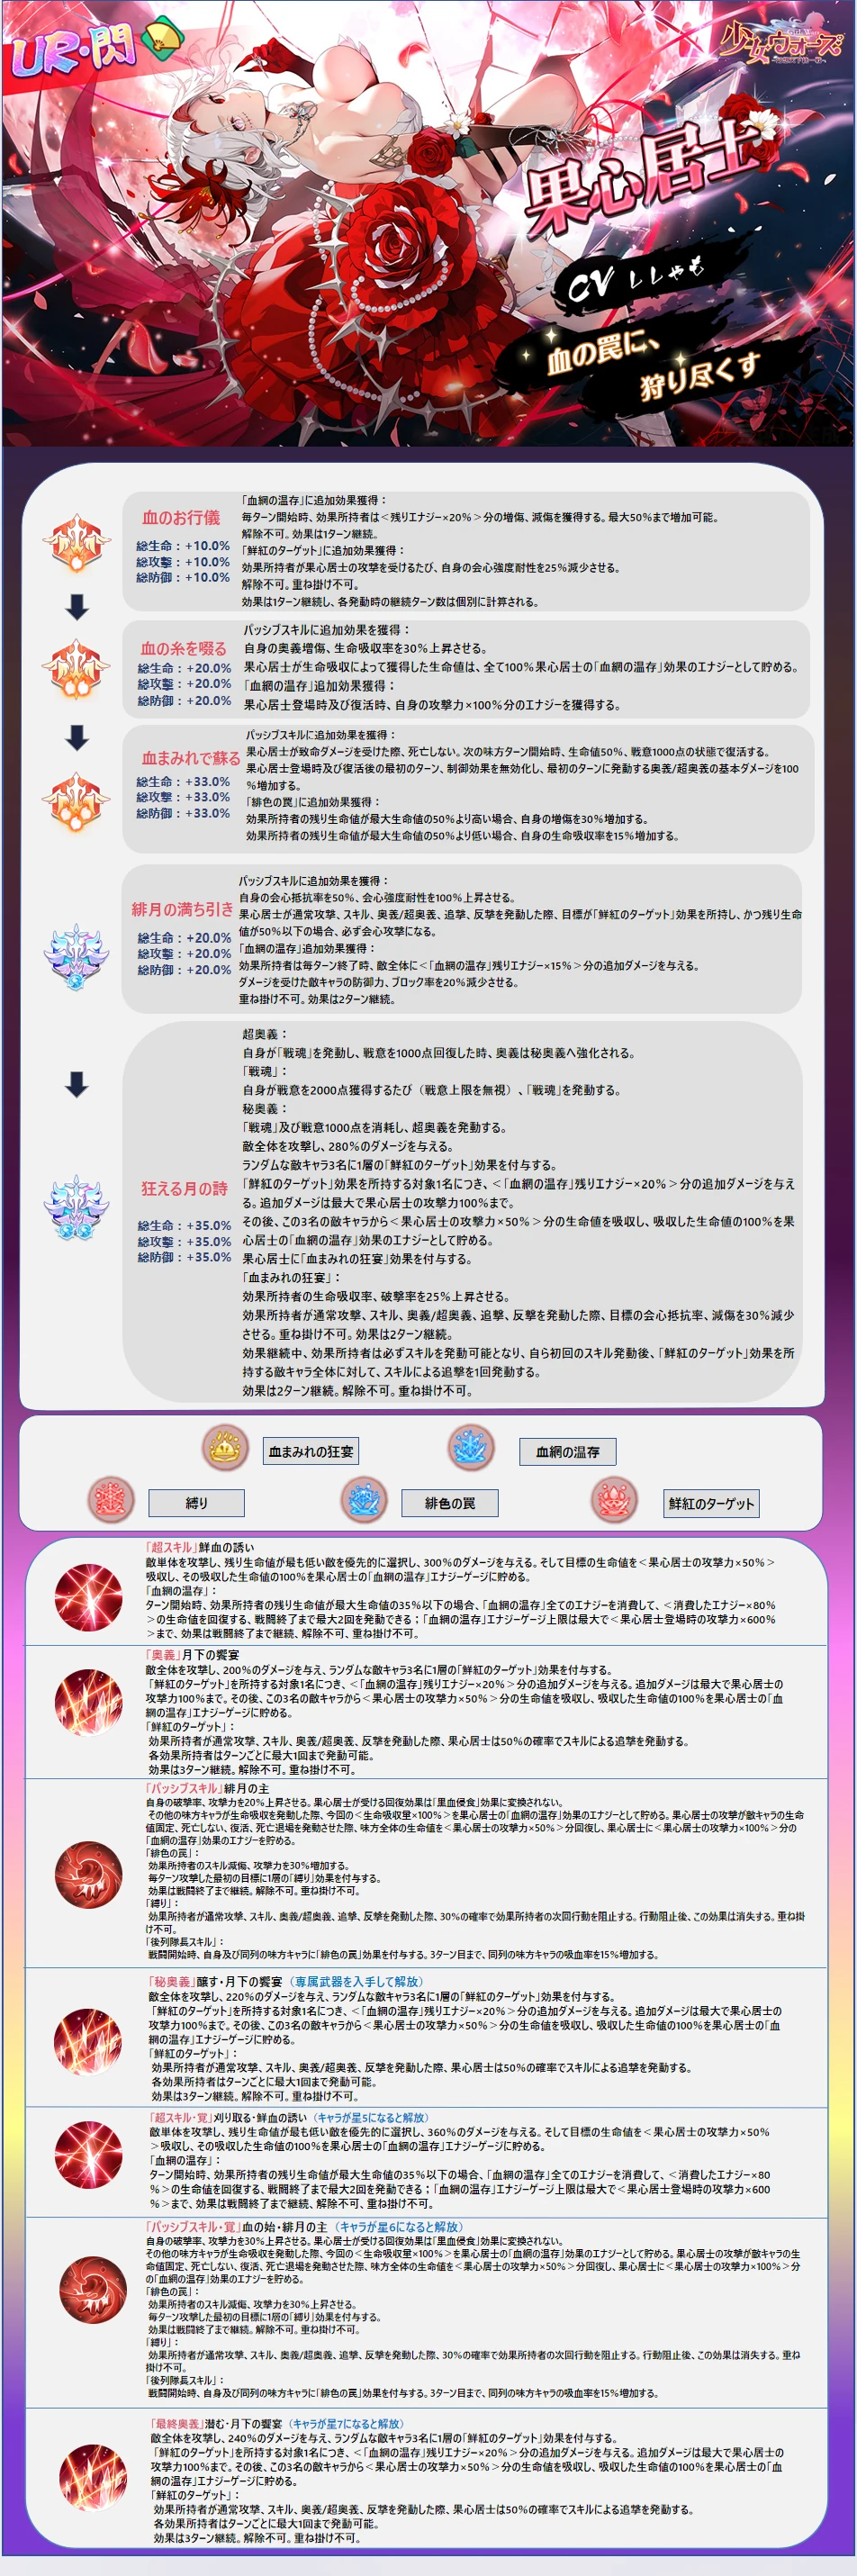 UR・閃
少女ウォーズ
果心居士
CV ししゃも
血の罠に、
狩り尽くす
血のお行儀
総生命：+10.0%
総攻撃：+10.0%
総防御：+10.0%
「血網の温存」に追加効果獲得：
毎ターン開始時、効果所持者は＜残りエナジー×20％＞分の増傷、減傷を獲得する。最大50％まで増加可能。
解除不可。効果は1ターン継続。
「鮮紅のターゲット」に追加効果獲得：
効果所持者が果心居士の攻撃を受けるたび、自身の会心強度耐性を25％減少させる。
解除不可。重ね掛け不可。
効果は1ターン継続し、各発動時の継続ターン数は個別に計算される。
血の糸を啜る
総生命：+20.0%
総攻撃：+20.0%
総防御：+20.0%
パッシブスキルに追加効果を獲得：
自身の奥義増傷、生命吸収率を30％上昇させる。
果心居士が生命吸収によって獲得した生命値は、全て100％果心居士の「血網の温存」効果のエナジーとして貯める。
「血網の温存」追加効果獲得：
果心居士登場時及び復活時、自身の攻撃力×100％分のエナジーを獲得する。
血まみれで蘇る
総生命：+33.0%
総攻撃：+33.0%
総防御：+33.0%
パッシブスキルに追加効果を獲得：
果心居士が致命ダメージを受けた際、死亡しない。次の味方ターン開始時、生命値50％、戦意1000点の状態で復活する。
果心居士登場時及び復活後の最初のターン、制御効果を無効化し、最初のターンに発動する奥義/超奥義の基本ダメージを100
％増加する。
「緋色の罠」に追加効果獲得：
効果所持者の残り生命値が最大生命値の50％より高い場合、自身の増傷を30％増加する。
効果所持者の残り生命値が最大生命値の50％より低い場合、自身の生命吸収率を15％増加する。
緋月の満ち引き
総生命：+20.0%
総攻撃：+20.0%
総防御：+20.0%
パッシブスキルに追加効果を獲得：
自身の会心抵抗率を50％、会心強度耐性を100％上昇させる。
果心居士が通常攻撃、スキル、奥義/超奥義、追撃、反撃を発動した際、目標が「鮮紅のターゲット」効果を所持し、かつ残り生命
値が50％以下の場合、必ず会心攻撃になる。
「血網の温存」追加効果獲得：
効果所持者は毎ターン終了時、敵全体に＜「血網の温存」残りエナジー×15％＞分の追加ダメージを与える。
ダメージを受けた敵キャラの防御力、ブロック率を20％減少させる。
重ね掛け不可。効果は2ターン継続。
狂える月の詩
総生命：+35.0%
総攻撃：+35.0%
総防御：+35.0%
超奥義：
自身が「戦魂」を発動し、戦意を1000点回復した時、奥義は秘奥義へ強化される。
「戦魂」：
自身が戦意を2000点獲得するたび（戦意上限を無視）、「戦魂」を発動する。
秘奥義：
「戦魂」及び戦意1000点を消耗し、超奥義を発動する。
敵全体を攻撃し、280％のダメージを与える。
ランダムな敵キャラ3名に1層の「鮮紅のターゲット」効果を付与する。
「鮮紅のターゲット」効果を所持する対象1名につき、＜「血網の温存」残りエナジー×20％＞分の追加ダメージを与え
る。追加ダメージは最大で果心居士の攻撃力100％まで。
その後、この3名の敵キャラから＜果心居士の攻撃力×50％＞分の生命値を吸収し、吸収した生命値の100％を果
心居士の「血網の温存」効果のエナジーとして貯める。
果心居士に「血まみれの狂宴」効果を付与する。
「血まみれの狂宴」：
効果所持者の生命吸収率、破撃率を25％上昇させる。
効果所持者が通常攻撃、スキル、奥義/超奥義、追撃、反撃を発動した際、目標の会心抵抗率、減傷を30％減少
させる。重ね掛け不可。効果は2ターン継続。
効果継続中、効果所持者は必ずスキルを発動可能となり、自ら初回のスキル発動後、「鮮紅のターゲット」効果を所
持する敵キャラ全体に対して、スキルによる追撃を1回発動する。
効果は2ターン継続。解除不可。重ね掛け不可。
血まみれの狂宴
血網の温存
縛り
緋色の罠
鮮紅のターゲット
「超スキル」鮮血の誘い
敵単体を攻撃し、残り生命値が最も低い敵を優先的に選択し、300％のダメージを与える。そして目標の生命値を＜果心居士の攻撃力×50％＞
吸収し、その吸収した生命値の100％を果心居士の「血網の温存」エナジーゲージに貯める。
「血網の温存」：
ターン開始時、効果所持者の残り生命値が最大生命値の35％以下の場合、「血網の温存」全てのエナジーを消費して、＜消費したエナジー×80％
＞の生命値を回復する、戦闘終了まで最大2回を発動できる；「血網の温存」エナジーゲージ上限は最大で＜果心居士登場時の攻撃力×600％
＞まで、効果は戦闘終了まで継続、解除不可、重ね掛け不可。
「奥義」月下の饗宴
敵全体を攻撃し、200％のダメージを与え、ランダムな敵キャラ3名に1層の「鮮紅のターゲット」効果を付与する。
「鮮紅のターゲット」を所持する対象1名につき、＜「血網の温存」残りエナジー×20％＞分の追加ダメージを与える。追加ダメージは最大で果心居士の
攻撃力100％まで。その後、この3名の敵キャラから＜果心居士の攻撃力×50％＞分の生命値を吸収し、吸収した生命値の100％を果心居士の「血
網の温存」エナジーゲージに貯める。
「鮮紅のターゲット」：
効果所持者が通常攻撃、スキル、奥義/超奥義、反撃を発動した際、果心居士は50％の確率でスキルによる追撃を発動する。
各効果所持者はターンごとに最大1回まで発動可能。
効果は3ターン継続。解除不可。重ね掛け不可。
「パッシブスキル」緋月の主
自身の破撃率、攻撃力を20％上昇させる。果心居士が受ける回復効果は「黒血侵食」効果に変換されない。
その他の味方キャラが生命吸収を発動した際、今回の＜生命吸収量×100％＞を果心居士の「血網の温存」効果のエナジーとして貯める。果心居士の攻撃が敵キャラの生命
値固定、死亡しない、復活、死亡退場を発動させた際、味方全体の生命値を＜果心居士の攻撃力×50％＞分回復し、果心居士に＜果心居士の攻撃力×100％＞分の
「血網の温存」効果のエナジーを貯める。
「緋色の罠」：
効果所持者のスキル減傷、攻撃力を30％増加する。
毎ターン攻撃した最初の目標に1層の「縛り」効果を付与する。
効果は戦闘終了まで継続。解除不可。重ね掛け不可。
「縛り」：
効果所持者が通常攻撃、スキル、奥義/超奥義、追撃、反撃を発動した際、30％の確率で効果所持者の次回行動を阻止する。行動阻止後、この効果は消失する。重ね掛
け不可。
「後列隊長スキル」：
戦闘開始時、自身及び同列の味方キャラに「緋色の罠」効果を付与する。3ターン目まで、同列の味方キャラの吸血率を15％増加する。
「秘奥義」醸す・月下の饗宴（専属武器を入手して解放）
敵全体を攻撃し、220％のダメージを与え、ランダムな敵キャラ3名に1層の「鮮紅のターゲット」効果を付与する。
「鮮紅のターゲット」を所持する対象1名につき、＜「血網の温存」残りエナジー×20％＞分の追加ダメージを与える。追加ダメージは最大で果心居士の
攻撃力100％まで。その後、この3名の敵キャラから＜果心居士の攻撃力×50％＞分の生命値を吸収し、吸収した生命値の100％を果心居士の「血
網の温存」エナジーゲージに貯める。
「鮮紅のターゲット」：
効果所持者が通常攻撃、スキル、奥義/超奥義、反撃を発動した際、果心居士は50％の確率でスキルによる追撃を発動する。
各効果所持者はターンごとに最大1回まで発動可能。
効果は3ターン継続。解除不可。重ね掛け不可。
「超スキル・覚」刈り取る・鮮血の誘い（キャラが星5になると解放）
敵単体を攻撃し、残り生命値が最も低い敵を優先的に選択し、360％のダメージを与える。そして目標の生命値を＜果心居士の攻撃力×50％
＞吸収し、その吸収した生命値の100％を果心居士の「血網の温存」エナジーゲージに貯める。
「血網の温存」：
ターン開始時、効果所持者の残り生命値が最大生命値の35％以下の場合、「血網の温存」全てのエナジーを消費して、＜消費したエナジー×80
％＞の生命値を回復する、戦闘終了まで最大2回を発動できる；「血網の温存」エナジーゲージ上限は最大で＜果心居士登場時の攻撃力×600
％＞まで、効果は戦闘終了まで継続、解除不可、重ね掛け不可。
「パッシブスキル・覚」血の始・緋月の主（キャラが星6になると解放）
自身の破撃率、攻撃力を30％上昇させる。果心居士が受ける回復効果は「黒血侵食」効果に変換されない。
その他の味方キャラが生命吸収を発動した際、今回の＜生命吸収量×100％＞を果心居士の「血網の温存」効果のエナジーとして貯める。果心居士の攻撃が敵キャラの生
命値固定、死亡しない、復活、死亡退場を発動させた際、味方全体の生命値を＜果心居士の攻撃力×50％＞分回復し、果心居士に＜果心居士の攻撃力×100％＞分
の「血網の温存」効果のエナジーを貯める。
「緋色の罠」：
効果所持者のスキル減傷、攻撃力を30％上昇させる。
毎ターン攻撃した最初の目標に1層の「縛り」効果を付与する。
効果は戦闘終了まで継続。解除不可。重ね掛け不可。
「縛り」：
効果所持者が通常攻撃、スキル、奥義/超奥義、追撃、反撃を発動した際、30％の確率で効果所持者の次回行動を阻止する。行動阻止後、この効果は消失する。重ね
掛け不可。
「後列隊長スキル」：
戦闘開始時、自身及び同列の味方キャラに「緋色の罠」効果を付与する。3ターン目まで、同列の味方キャラの吸血率を15％増加する。
「最終奥義」潜む・月下の饗宴（キャラが星7になると解放）
敵全体を攻撃し、240％のダメージを与え、ランダムな敵キャラ3名に1層の「鮮紅のターゲット」効果を付与する。
「鮮紅のターゲット」を所持する対象1名につき、＜「血網の温存」残りエナジー×20％＞分の追加ダメージを与える。追加ダメージは最大で果心居士の
攻撃力100％まで。その後、この3名の敵キャラから＜果心居士の攻撃力×50％＞分の生命値を吸収し、吸収した生命値の100％を果心居士の「血
網の温存」エナジーゲージに貯める。
「鮮紅のターゲット」：
効果所持者が通常攻撃、スキル、奥義/超奥義、反撃を発動した際、果心居士は50％の確率でスキルによる追撃を発動する。
各効果所持者はターンごとに最大1回まで発動可能。
効果は3ターン継続。解除不可。重ね掛け不可。